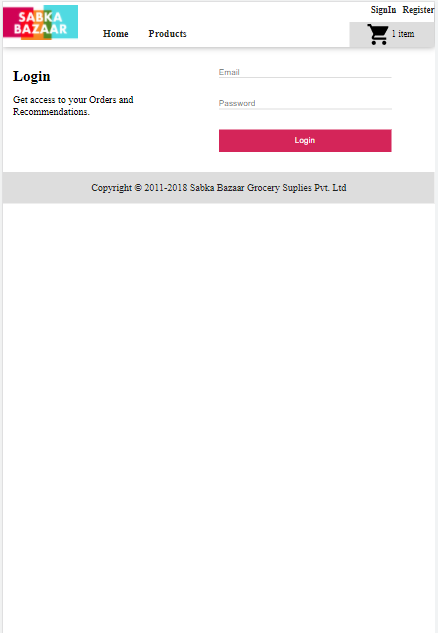 SABKA
BAZAAR
SignIn Register
Home Products
1 item
Login
Get access to your Orders and
Recommendations.
Email
Password
Login
Copyright © 2011-2018 Sabka Bazaar Grocery Suplies Pvt. Ltd